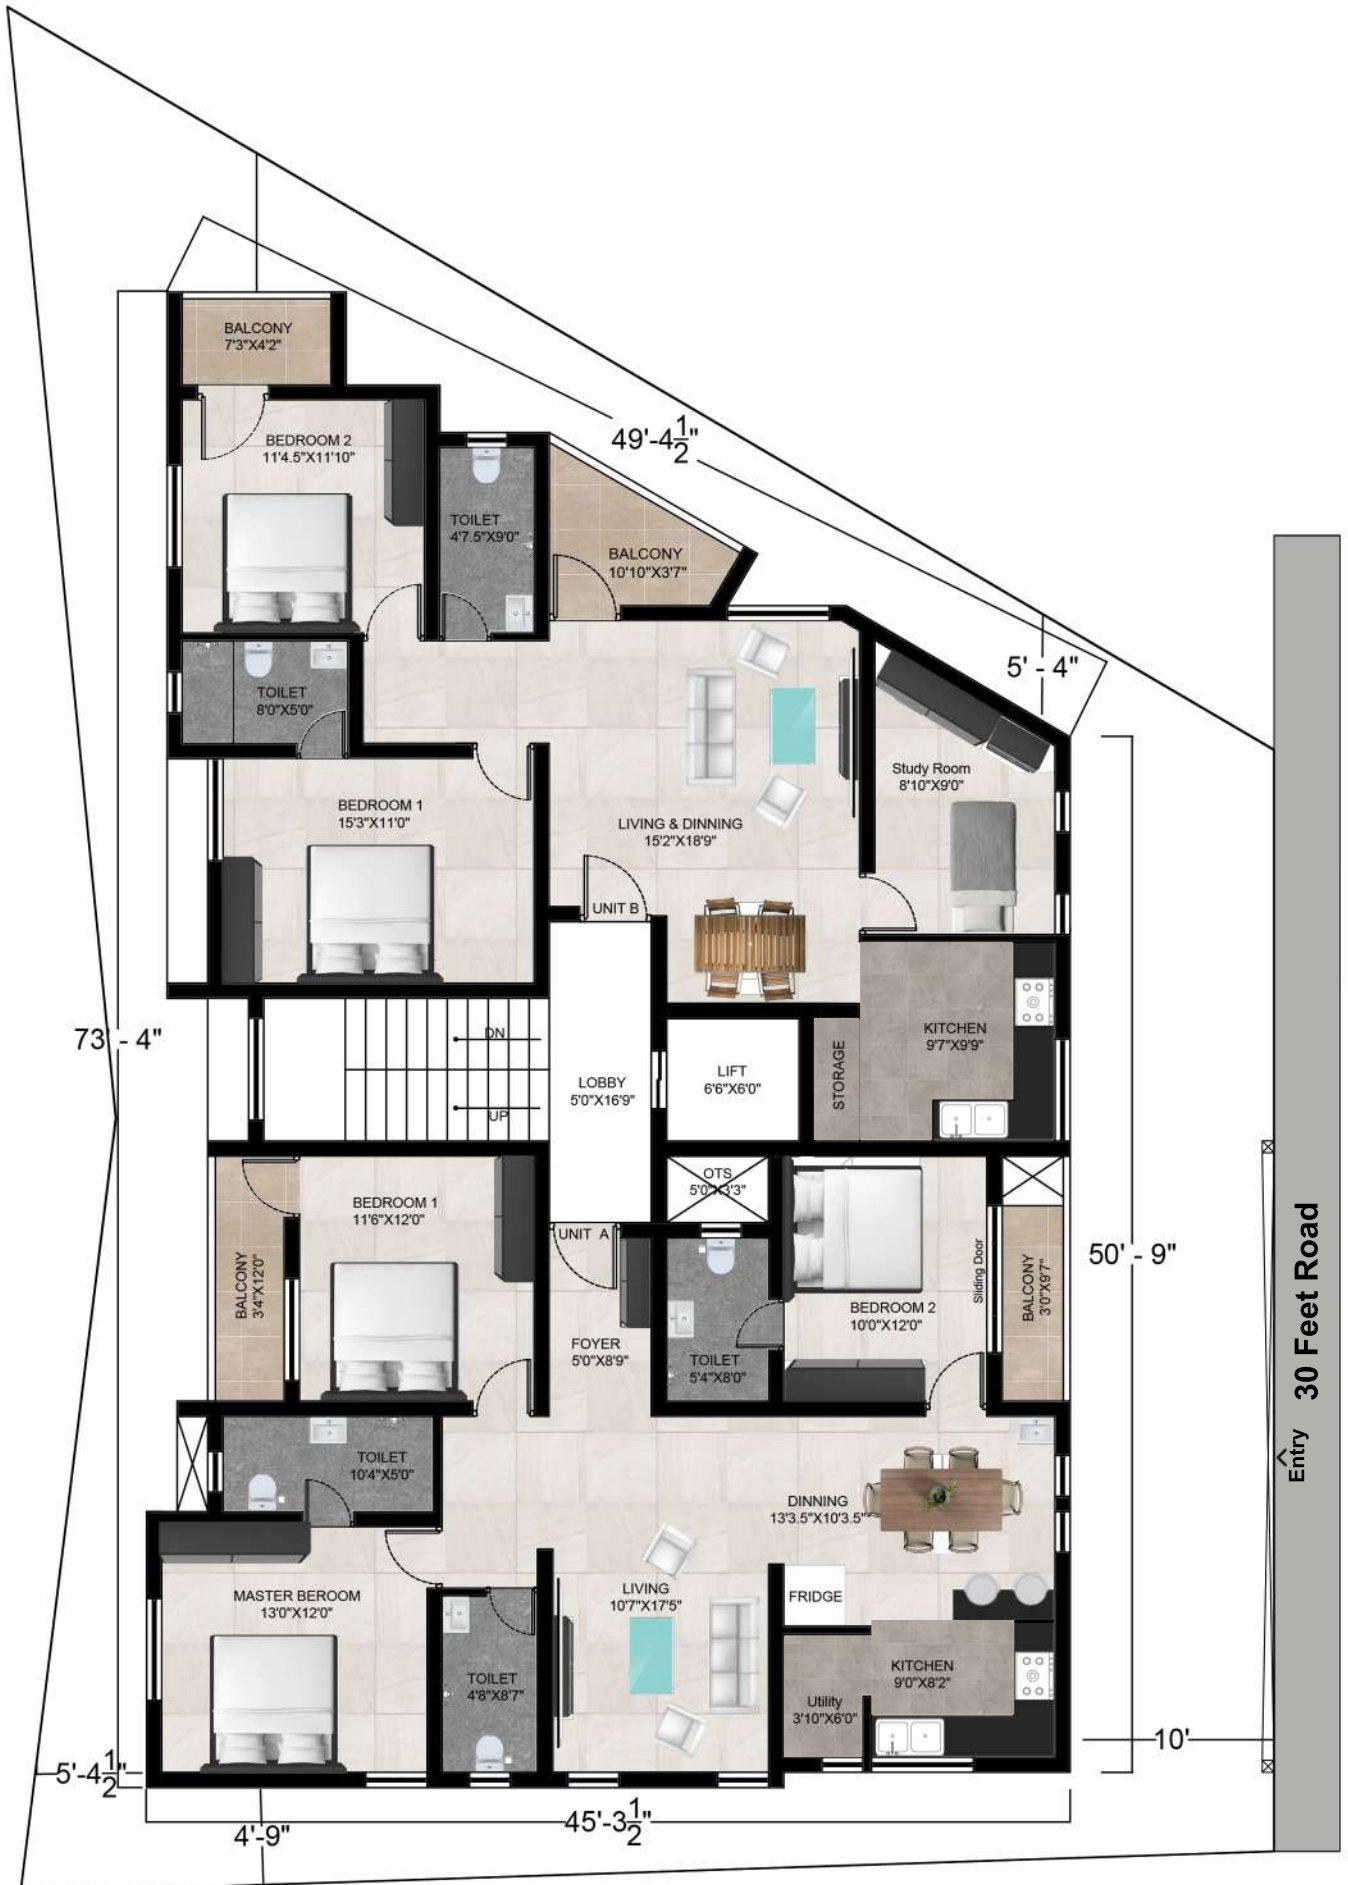 BALCONY
7'3"X4'2"
BEDROOM 2
11'4.5"X11'10"
49'-4 1/2"
TOILET
4'7.5"X9'0"
BALCONY
10'10"X3'7"
5' - 4"
TOILET
8'0"X5'0"
Study Room
8'10"X9'0"
BEDROOM 1
15'3"X11'0"
LIVING & DINNING
15'2"X18'9"
UNIT B
73' - 4"
DN
UP
LOBBY
5'0"X16'9"
LIFT
6'6"X6'0"
STORAGE
KITCHEN
9'7"X9'9"
OTS
5'0"X3'3"
BEDROOM 1
11'6"X12'0"
UNIT A
BALCONY
3'4"X12'0"
FOYER
5'0"X8'9"
TOILET
5'4"X8'0"
BEDROOM 2
10'0"X12'0"
Sliding Door
BALCONY
3'0"X9'7"
50' - 9"
30 Feet Road
Entry
TOILET
10'4"X5'0"
DINNING
13'3.5"X10'3.5"
MASTER BEROOM
13'0"X12'0"
LIVING
10'7"X17'5"
FRIDGE
TOILET
4'8"X8'7"
KITCHEN
9'0"X8'2"
Utility
3'10"X6'0"
10'
5'-4 1/2"
45'-3 1/2"
4'-9"